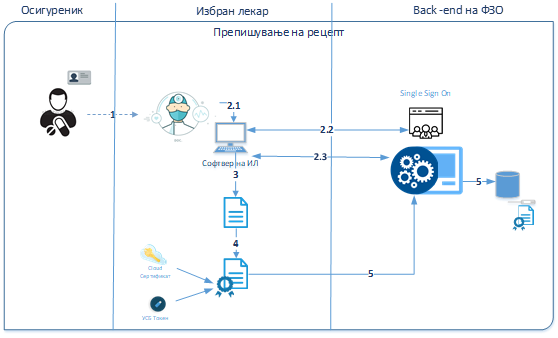 Осигуреник
Избран лекар
Back-end на ФЗО
Препишување на рецепт
Single Sign On
1
2.1
2.2
Софтвер на ИЛ
2.3
3
5
4
Cloud
Сертификат
5
VCS Токен